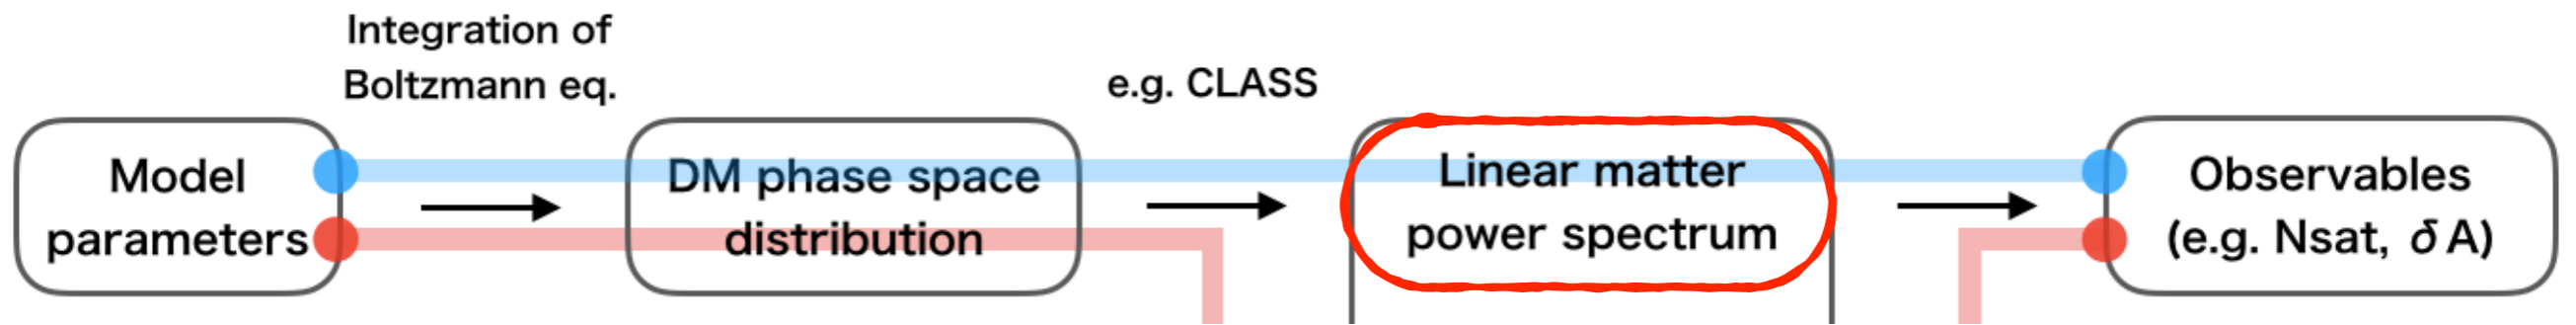 Integration of
Boltzmann eq.
e.g. CLASS
Model
parameters
DM phase space
distribution
Linear matter
power spectrum
Observables
(e.g. Nsat, δA)